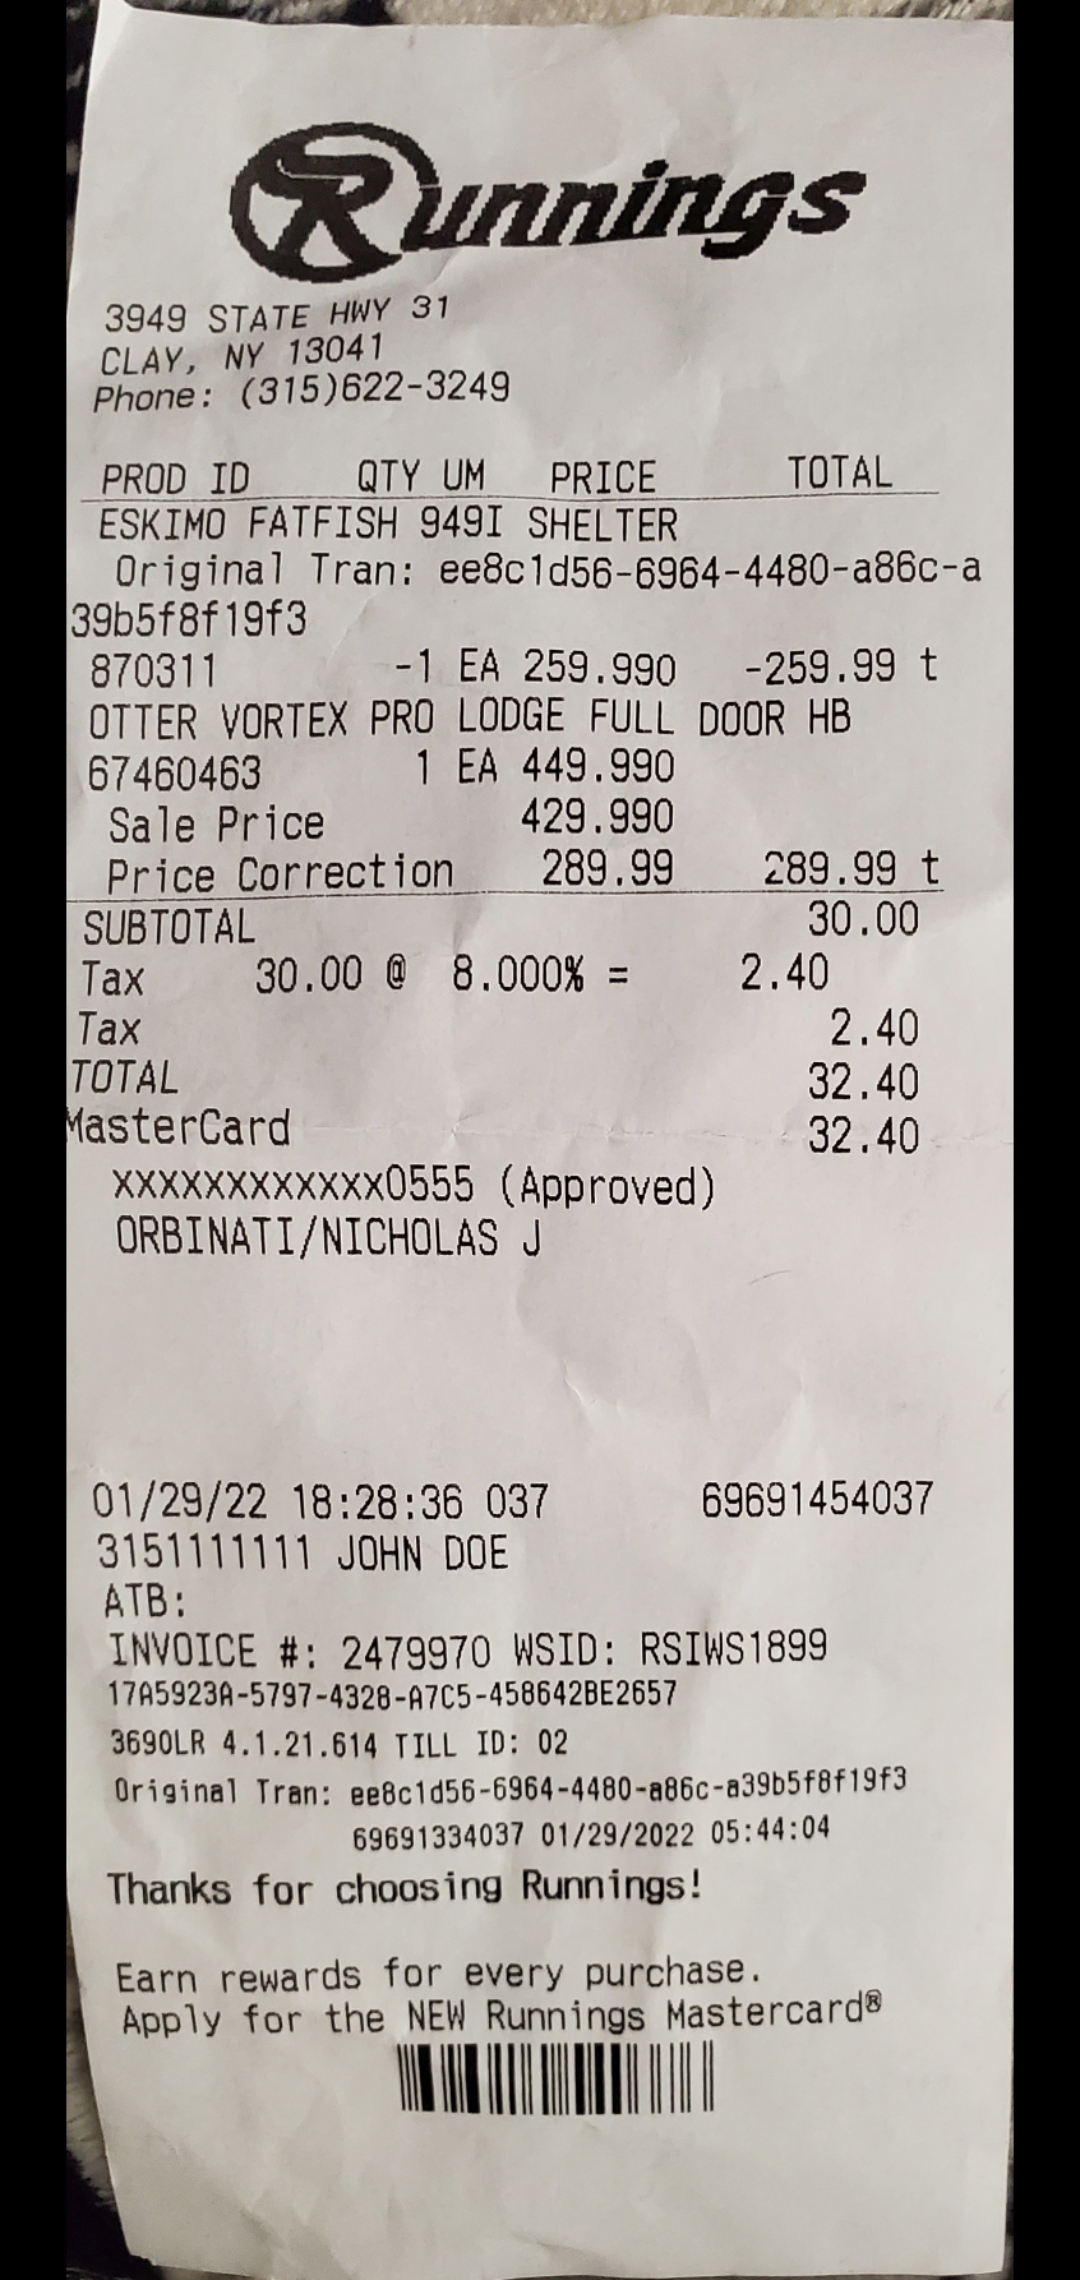 Runnings
3949 STATE HWY 31
CLAY, NY 13041
Phone: (315)622-3249
PROD ID QTY UM PRICE TOTAL
ESKIMO FATFISH 949I SHELTER
Original Tran: ee8c1d56-6964-4480-a86c-a
39b5f8f19f3
870311 -1 EA 259.990 -259.99 t
OTTER VORTEX PRO LODGE FULL DOOR HB
67460463 1 EA 449.990
Sale Price 429.990
Price Correction 289.99 289.99 t
SUBTOTAL 30.00
Tax 30.00 @ 8.000% = 2.40
Tax 2.40
TOTAL 32.40
MasterCard 32.40
XXXXXXXXXXXX0555 (Approved)
ORBINATI/NICHOLAS J
01/29/22 18:28:36 037 69691454037
3151111111 JOHN DOE
ATB:
INVOICE #: 2479970 WSID: RSIWS1899
17A5923A-5797-4328-A7C5-458642BE2657
3690LR 4.1.21.614 TILL ID: 02
Original Tran: ee8c1d56-6964-4480-a86c-a39b5f8f19f3
69691334037 01/29/2022 05:44:04
Thanks for choosing Runnings!
Earn rewards for every purchase.
Apply for the NEW Runnings Mastercard®